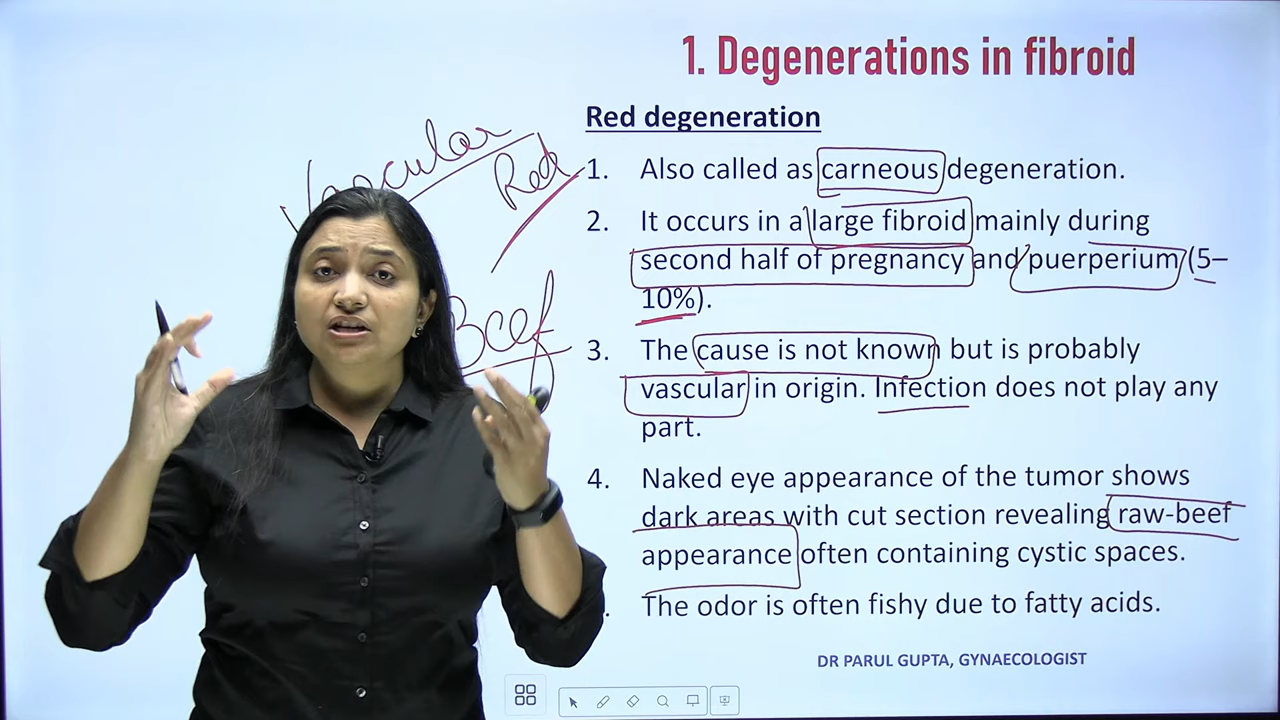 1. Degenerations in fibroid
Red degeneration
1. Also called as carneous degeneration.
2. It occurs in a large fibroid mainly during
second half of pregnancy and puerperium (5–
10%).
3. The cause is not known but is probably
vascular in origin. Infection does not play any
part.
4. Naked eye appearance of the tumor shows
dark areas with cut section revealing raw-beef
appearance often containing cystic spaces.
The odor is often fishy due to fatty acids.
DR PARUL GUPTA, GYNAECOLOGIST
Vascular
Red
Beef